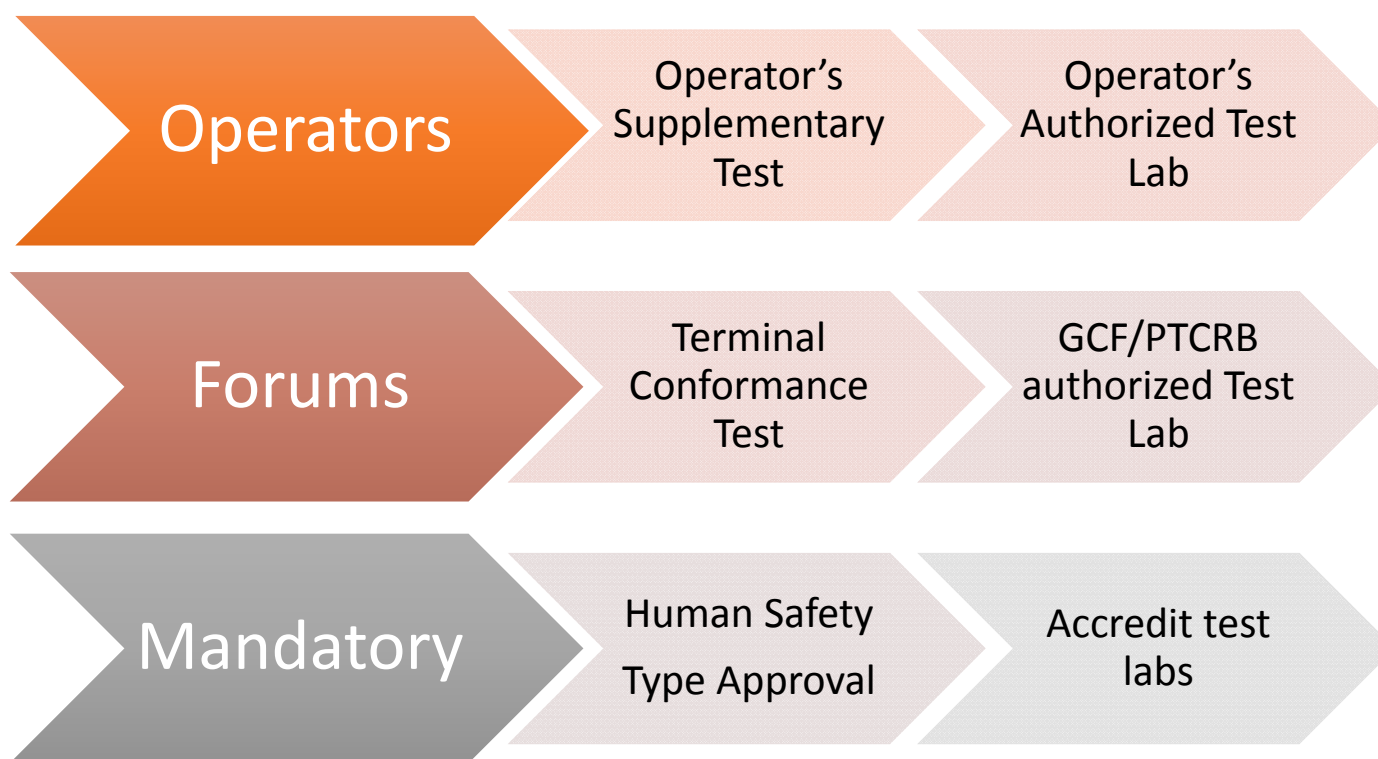 Operators
Operator’s
Supplementary
Test
Operator’s
Authorized Test
Lab
Forums
Terminal
Conformance
Test
GCF/PTCRB
authorized Test
Lab
Mandatory
Human Safety
Type Approval
Accredit test
labs